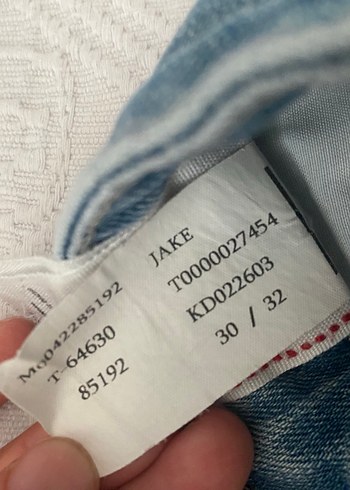 JAKE
T0000027454
KD022603
30 / 32
M0042285192
T-64630
85192